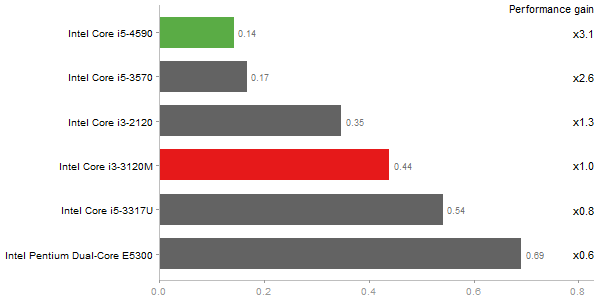 Performance gain
Intel Core i5-4590 0.14 x3.1
Intel Core i5-3570 0.17 x2.6
Intel Core i3-2120 0.35 x1.3
Intel Core i3-3120M 0.44 x1.0
Intel Core i5-3317U 0.54 x0.8
Intel Pentium Dual-Core E5300 0.69 x0.6
0.0 0.2 0.4 0.6 0.8